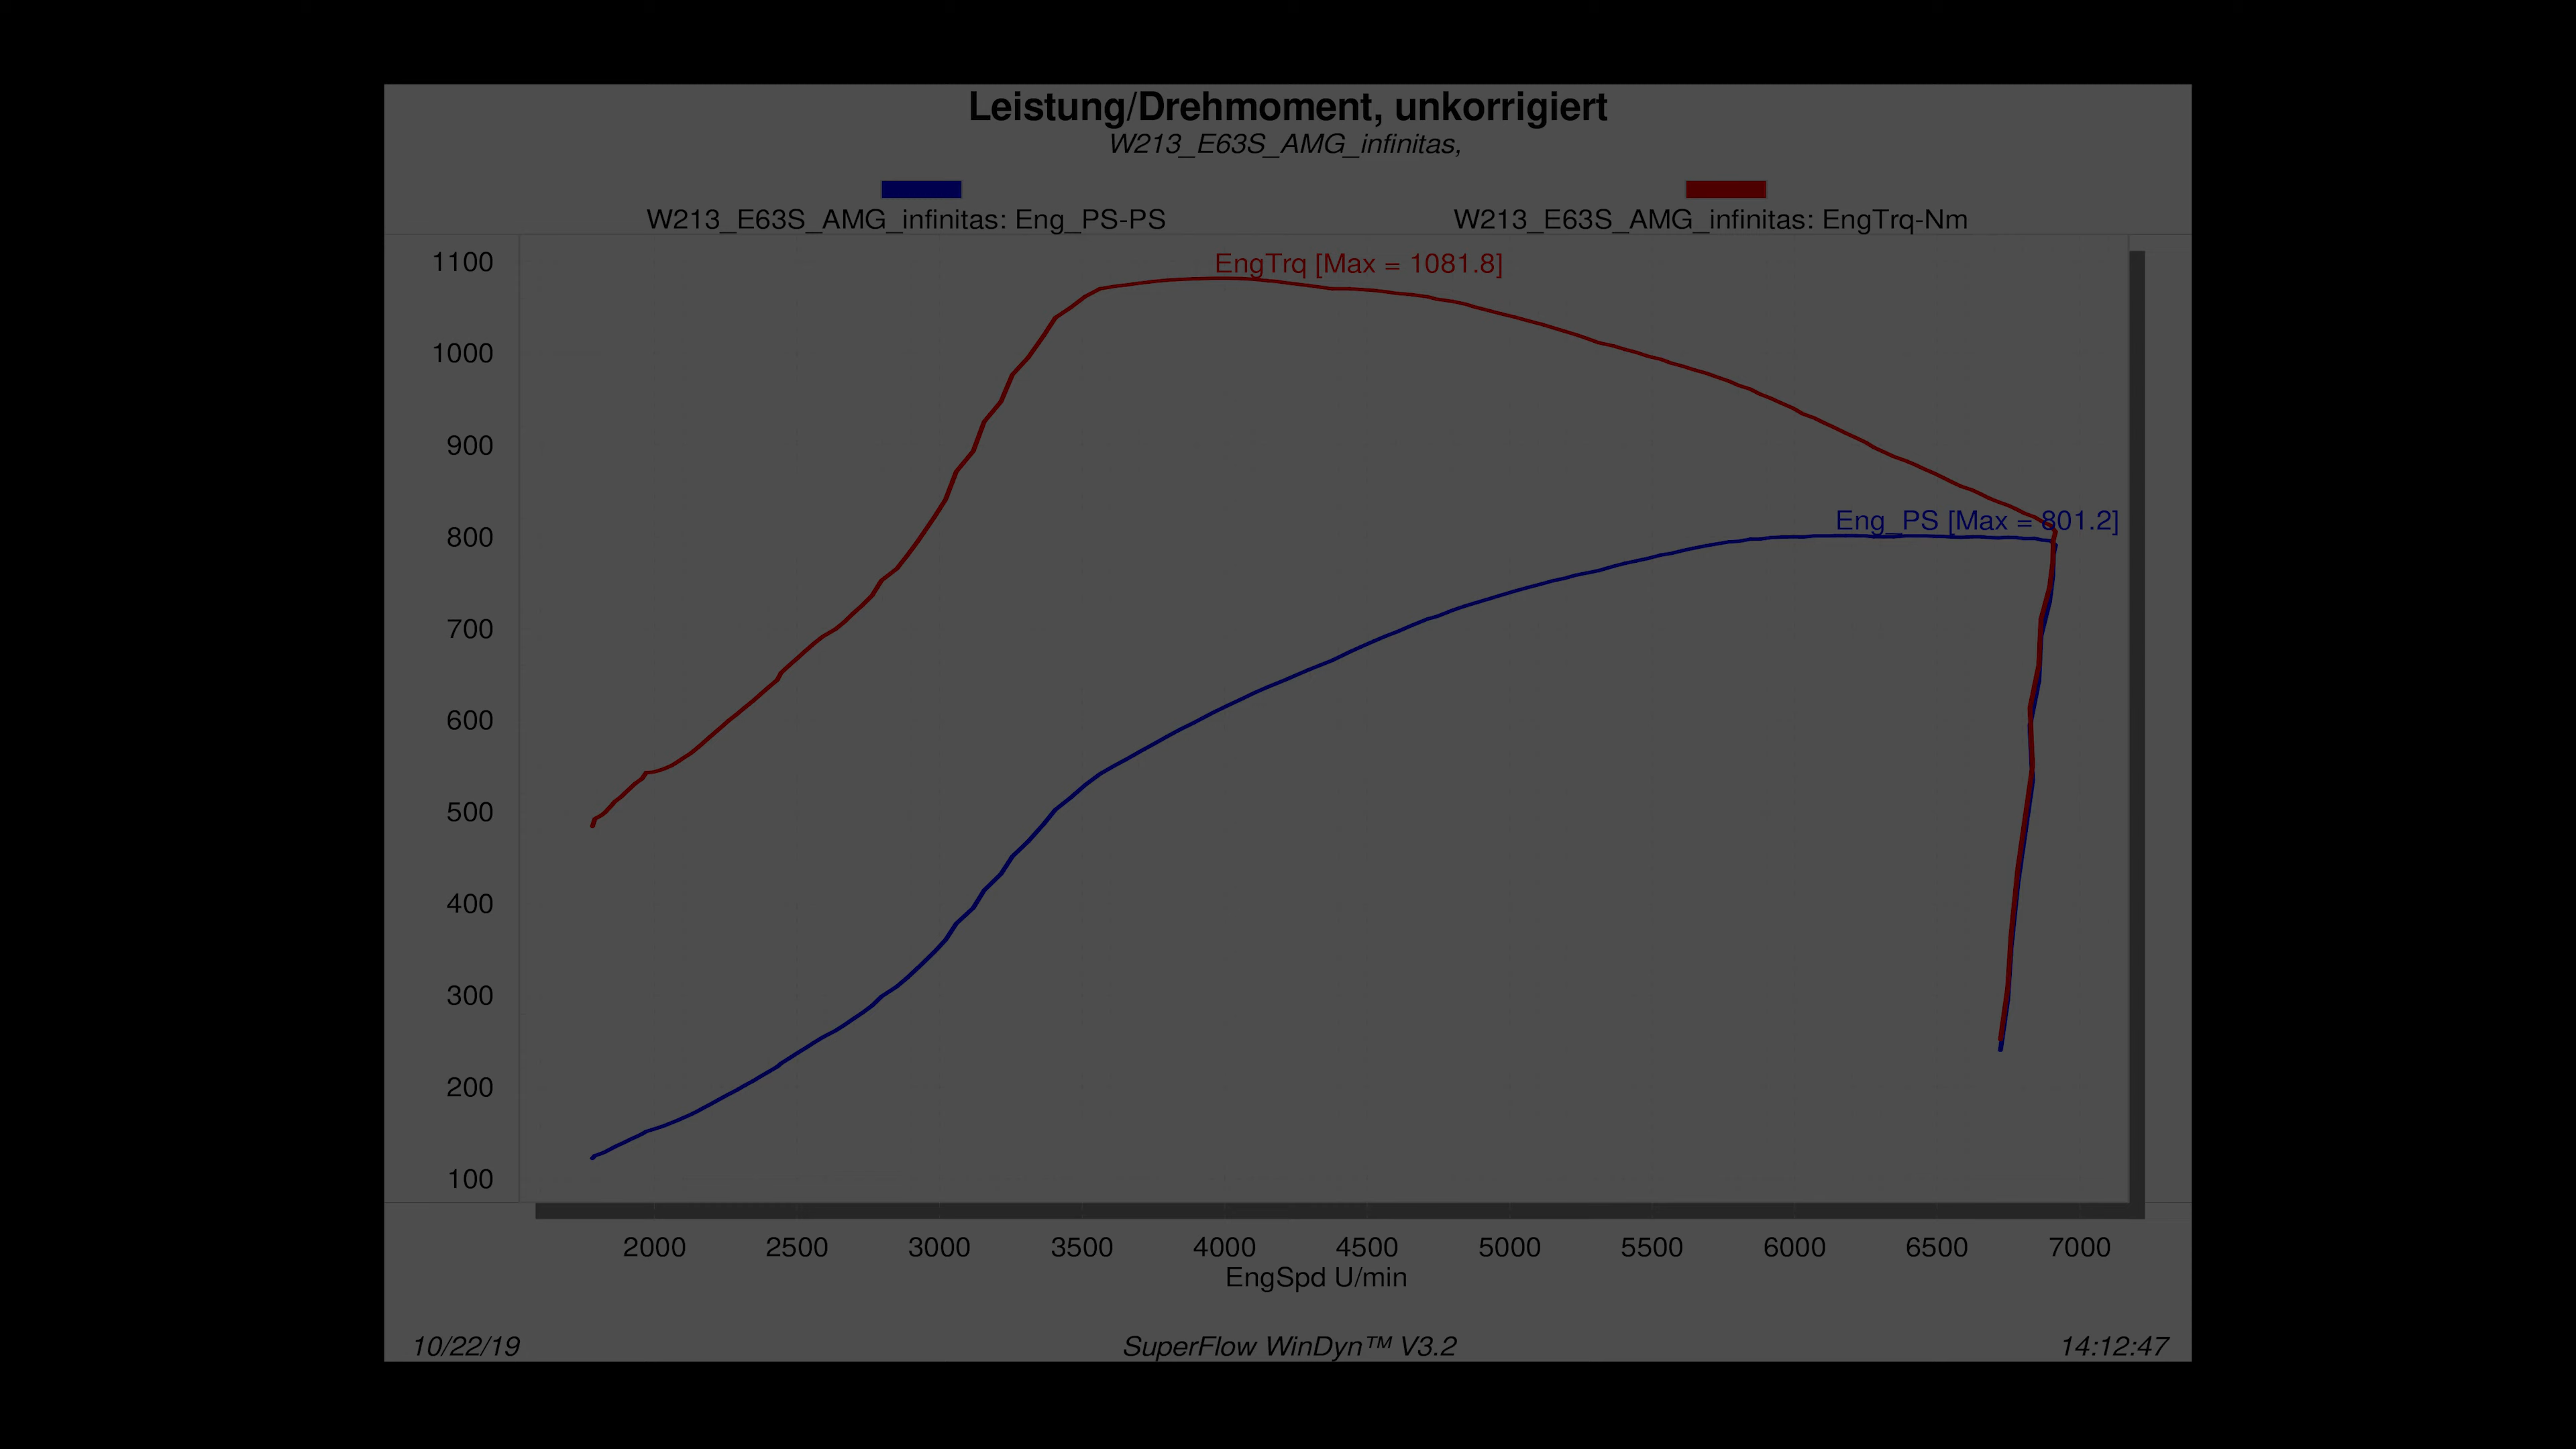 Leistung/Drehmoment, unkorrigiert
W213_E63S_AMG_infinitas,
W213_E63S_AMG_infinitas: Eng_PS-PS
W213_E63S_AMG_infinitas: EngTrq-Nm
EngTrq [Max = 1081.8]
Eng_PS [Max = 801.2]
1100
1000
900
800
700
600
500
400
300
200
100
2000 2500 3000 3500 4000 4500 5000 5500 6000 6500 7000
EngSpd U/min
10/22/19 SuperFlow WinDyn™ V3.2 14:12:47